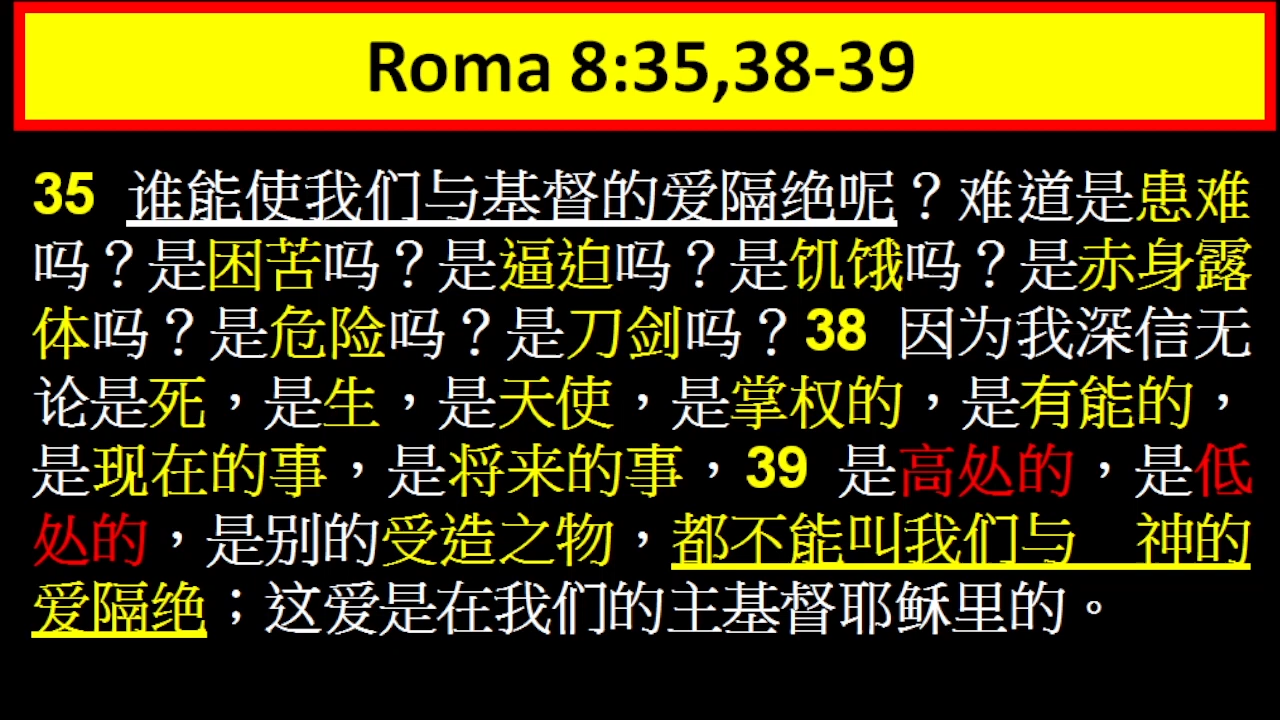 Roma 8:35,38-39
35 谁能使我们与基督的爱隔绝呢？难道是患难
吗？是困苦吗？是逼迫吗？是饥饿吗？是赤身露
体吗？是危险吗？是刀剑吗？38 因为我深信无
论是死，是生，是天使，是掌权的，是有能的，
是现在的事，是将来的事，39 是高处的，是低
处的，是别的受造之物，都不能叫我们与　神的
爱隔绝；这爱是在我们的主基督耶稣里的。